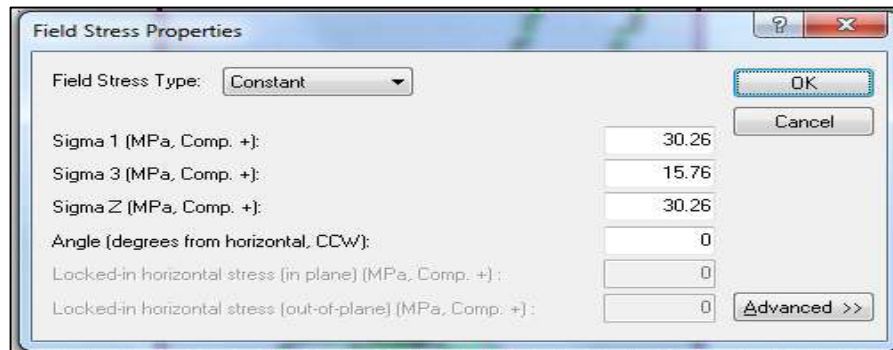 Field Stress Properties
Field Stress Type: Constant
OK
Cancel
Sigma 1 (MPa, Comp. +): 30.26
Sigma 3 (MPa, Comp. +): 15.76
Sigma Z (MPa, Comp. +): 30.26
Angle (degrees from horizontal, CCW): 0
Locked-in horizontal stress (in plane) (MPa, Comp. +) : 0
Locked-in horizontal stress (out-of-plane) (MPa, Comp. +) : 0
Advanced >>